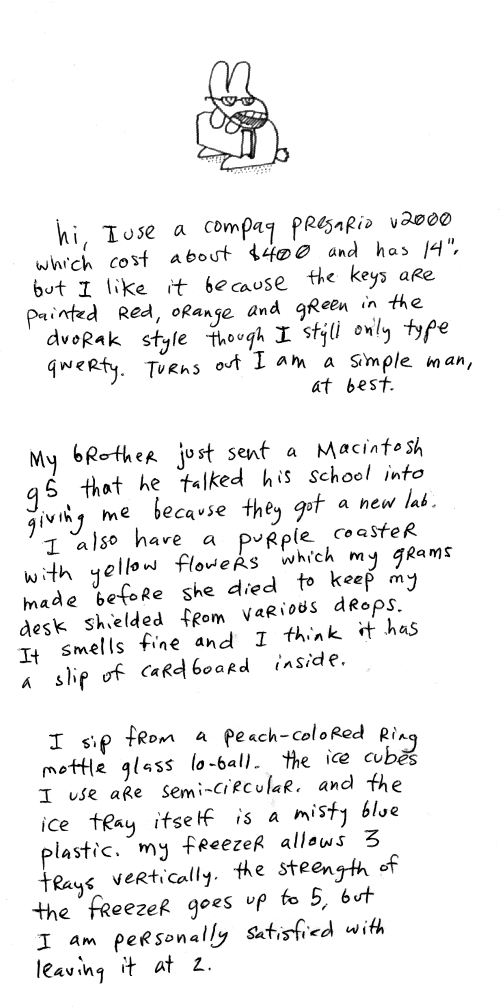 hi, I use a compaq presario v2000
which cost about $400 and has 14".
but I like it because the keys are
painted red, orange and green in the
dvorak style though I still only type
qwerty. Turns out I am a simple man,
at best.
My brother just sent a Macintosh
g5 that he talked his school into
giving me because they got a new lab.
I also have a purple coaster
with yellow flowers which my grams
made before she died to keep my
desk shielded from various drops.
It smells fine and I think it has
a slip of cardboard inside.
I sip from a peach-colored ring
mottle glass lo-ball. the ice cubes
I use are semi-circular. and the
ice tray itself is a misty blue
plastic. my freezer allows 3
trays vertically. the strength of
the freezer goes up to 5, but
I am personally satisfied with
leaving it at 2.